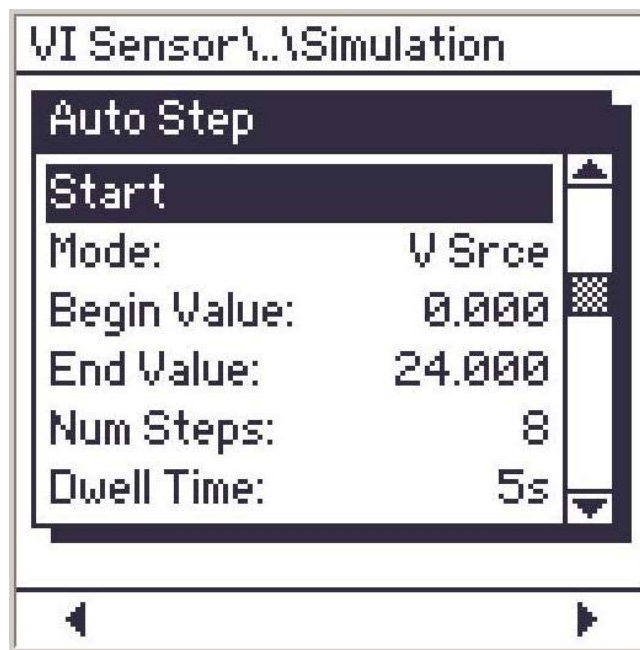 VI Sensor\..\Simulation
Auto Step
Start
Mode: V Srce
Begin Value: 0.000
End Value: 24.000
Num Steps: 8
Dwell Time: 5s